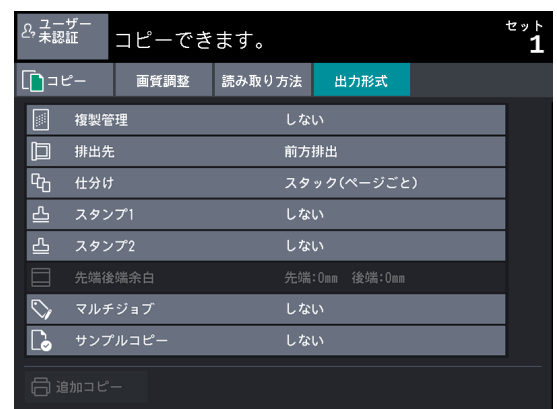 ユーザー
未認証
コピーできます。
セット
1
コピー 画質調整 読み取り方法 出力形式
複製管理 しない
排出先 前方排出
仕分け スタック(ページごと)
スタンプ1 しない
スタンプ2 しない
先端後端余白 先端:0mm 後端:0mm
マルチジョブ しない
サンプルコピー しない
追加コピー